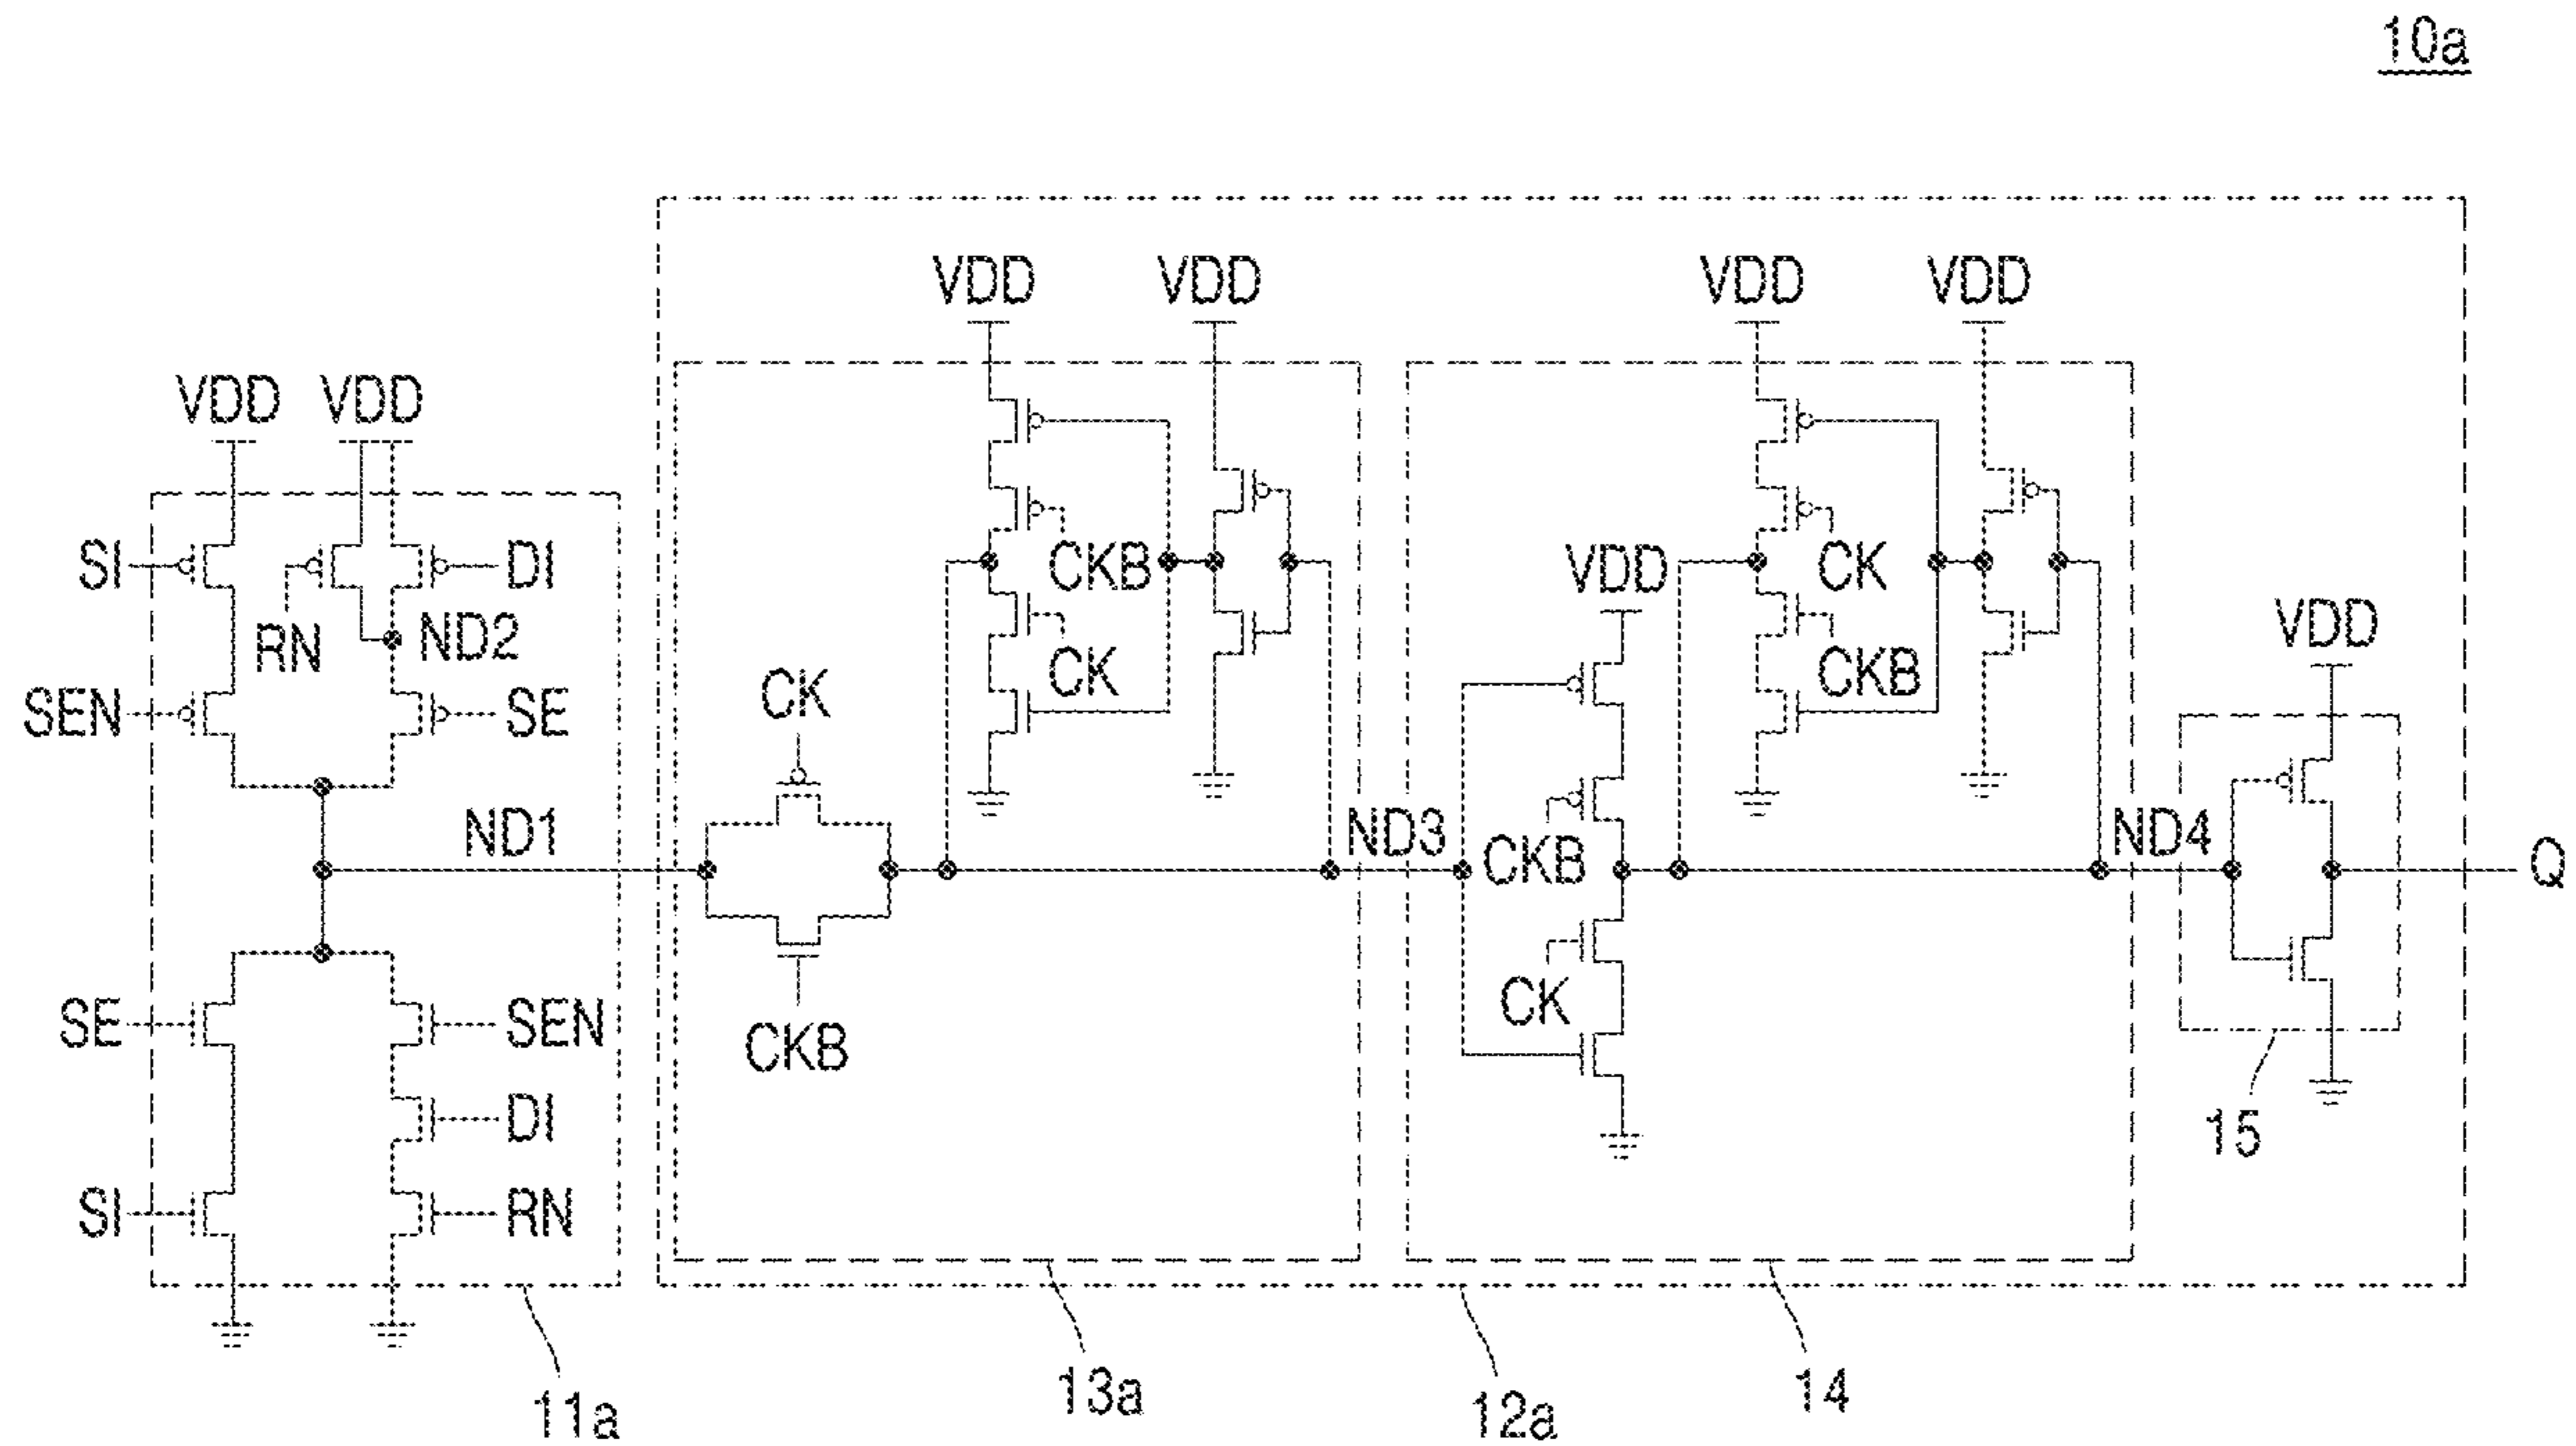 10a
VDD VDD VDD VDD
VDD VDD
SI DI CKB VDD CK
RN ND2 CK CKB VDD
SEN SE CK
ND1 ND3 CKB ND4 Q
SE SEN CKB CK
DI 15
SI RN
11a 13a 12a 14